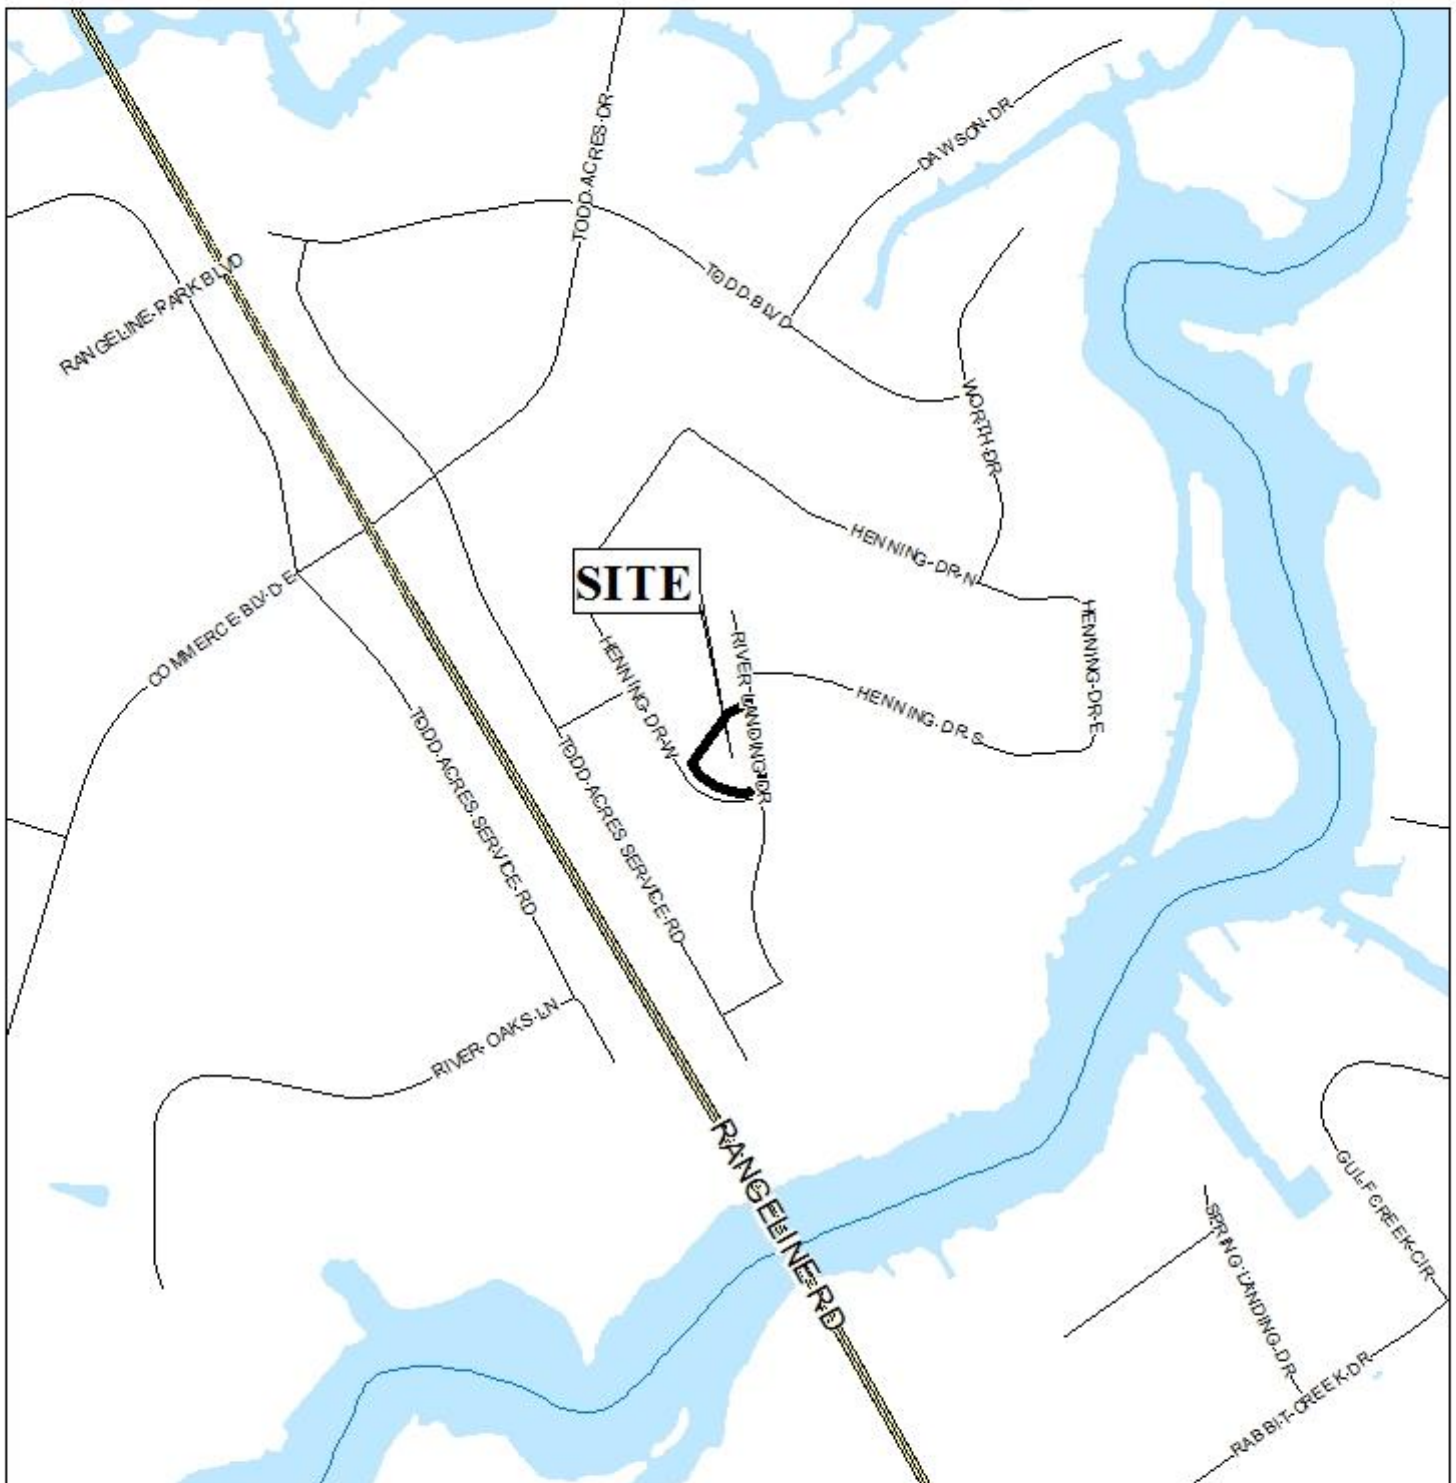 TODD ACRES DR
DAWSON DR
RANGELINE PARK BLVD
TODD BLVD
WORTH DR
HENNING DR N
SITE
COMMERCE BLVD E
HENNING DR W
RIVER LANDING DR
HENNING DR E
HENNING DR S
TODD ACRES SERVICE RD
TODD ACRES SERVICE RD
RIVER OAKS LN
RANGELINE RD
GULF CREEK CIR
SPRING LANDING DR
RABBIT CREEK DR